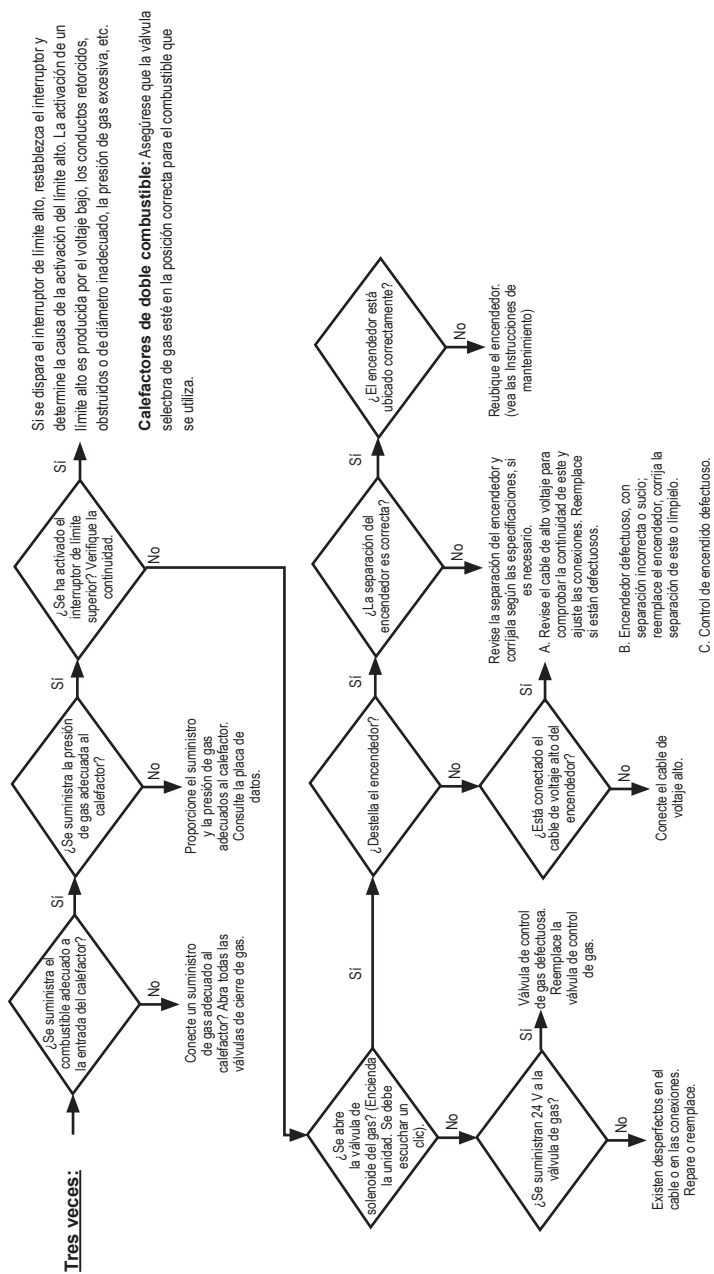 Tres veces:
¿Se suministra el
combustible adecuado a
la entrada del calefactor?
Sí
No
Conecte un suministro
de gas adecuado al
calefactor? Abra todas las
válvulas de cierre de gas.
¿Se suministra la presión
de gas adecuada al
calefactor?
Sí
No
Proporcione el suministro
y la presión de gas
adecuados al calefactor.
Consulte la placa de
datos.
¿Se ha activado el
interruptor de límite
superior? Verifique la
continuidad.
Sí
No
Si se dispara el interruptor de límite alto, restablezca el interruptor y
determine la causa de la activación del límite alto. La activación de un
límite alto es producida por el voltaje bajo, los conductos retorcidos,
obstruidos o de diámetro inadecuado, la presión de gas excesiva, etc.
Calefactores de doble combustible: Asegúrese que la válvula
selectora de gas esté en la posición correcta para el combustible que
se utiliza.
¿Se abre
la válvula de
solenoide del gas? (Encienda
la unidad. Se debe
escuchar un
clic).
Sí
No
¿Se suministran 24 V a la
válvula de gas?
Sí
Válvula de control
de gas defectuosa.
Reemplace la
válvula de control
de gas.
No
Existen desperfectos en el
cable o en las conexiones.
Repare o reemplace.
¿Destella el encendedor?
Sí
No
¿Está conectado el
cable de voltaje alto del
encendedor?
Sí
No
Conecte el cable de
voltaje alto.
A. Revise el cable de alto voltaje para
comprobar la continuidad de este y
ajuste las conexiones. Reemplace
si están defectuosos.
B. Encendedor defectuoso, con
separación incorrecta o sucio;
reemplace el encendedor, corrija la
separación de este o límpielo.
C. Control de encendido defectuoso.
¿La separación del
encendedor es correcta?
Sí
No
Revise la separación del encendedor y
corríjala según las especificaciones, si
es necesario.
¿El encendedor está
ubicado correctamente?
No
Reubique el encendedor.
(vea las Instrucciones de
mantenimiento)